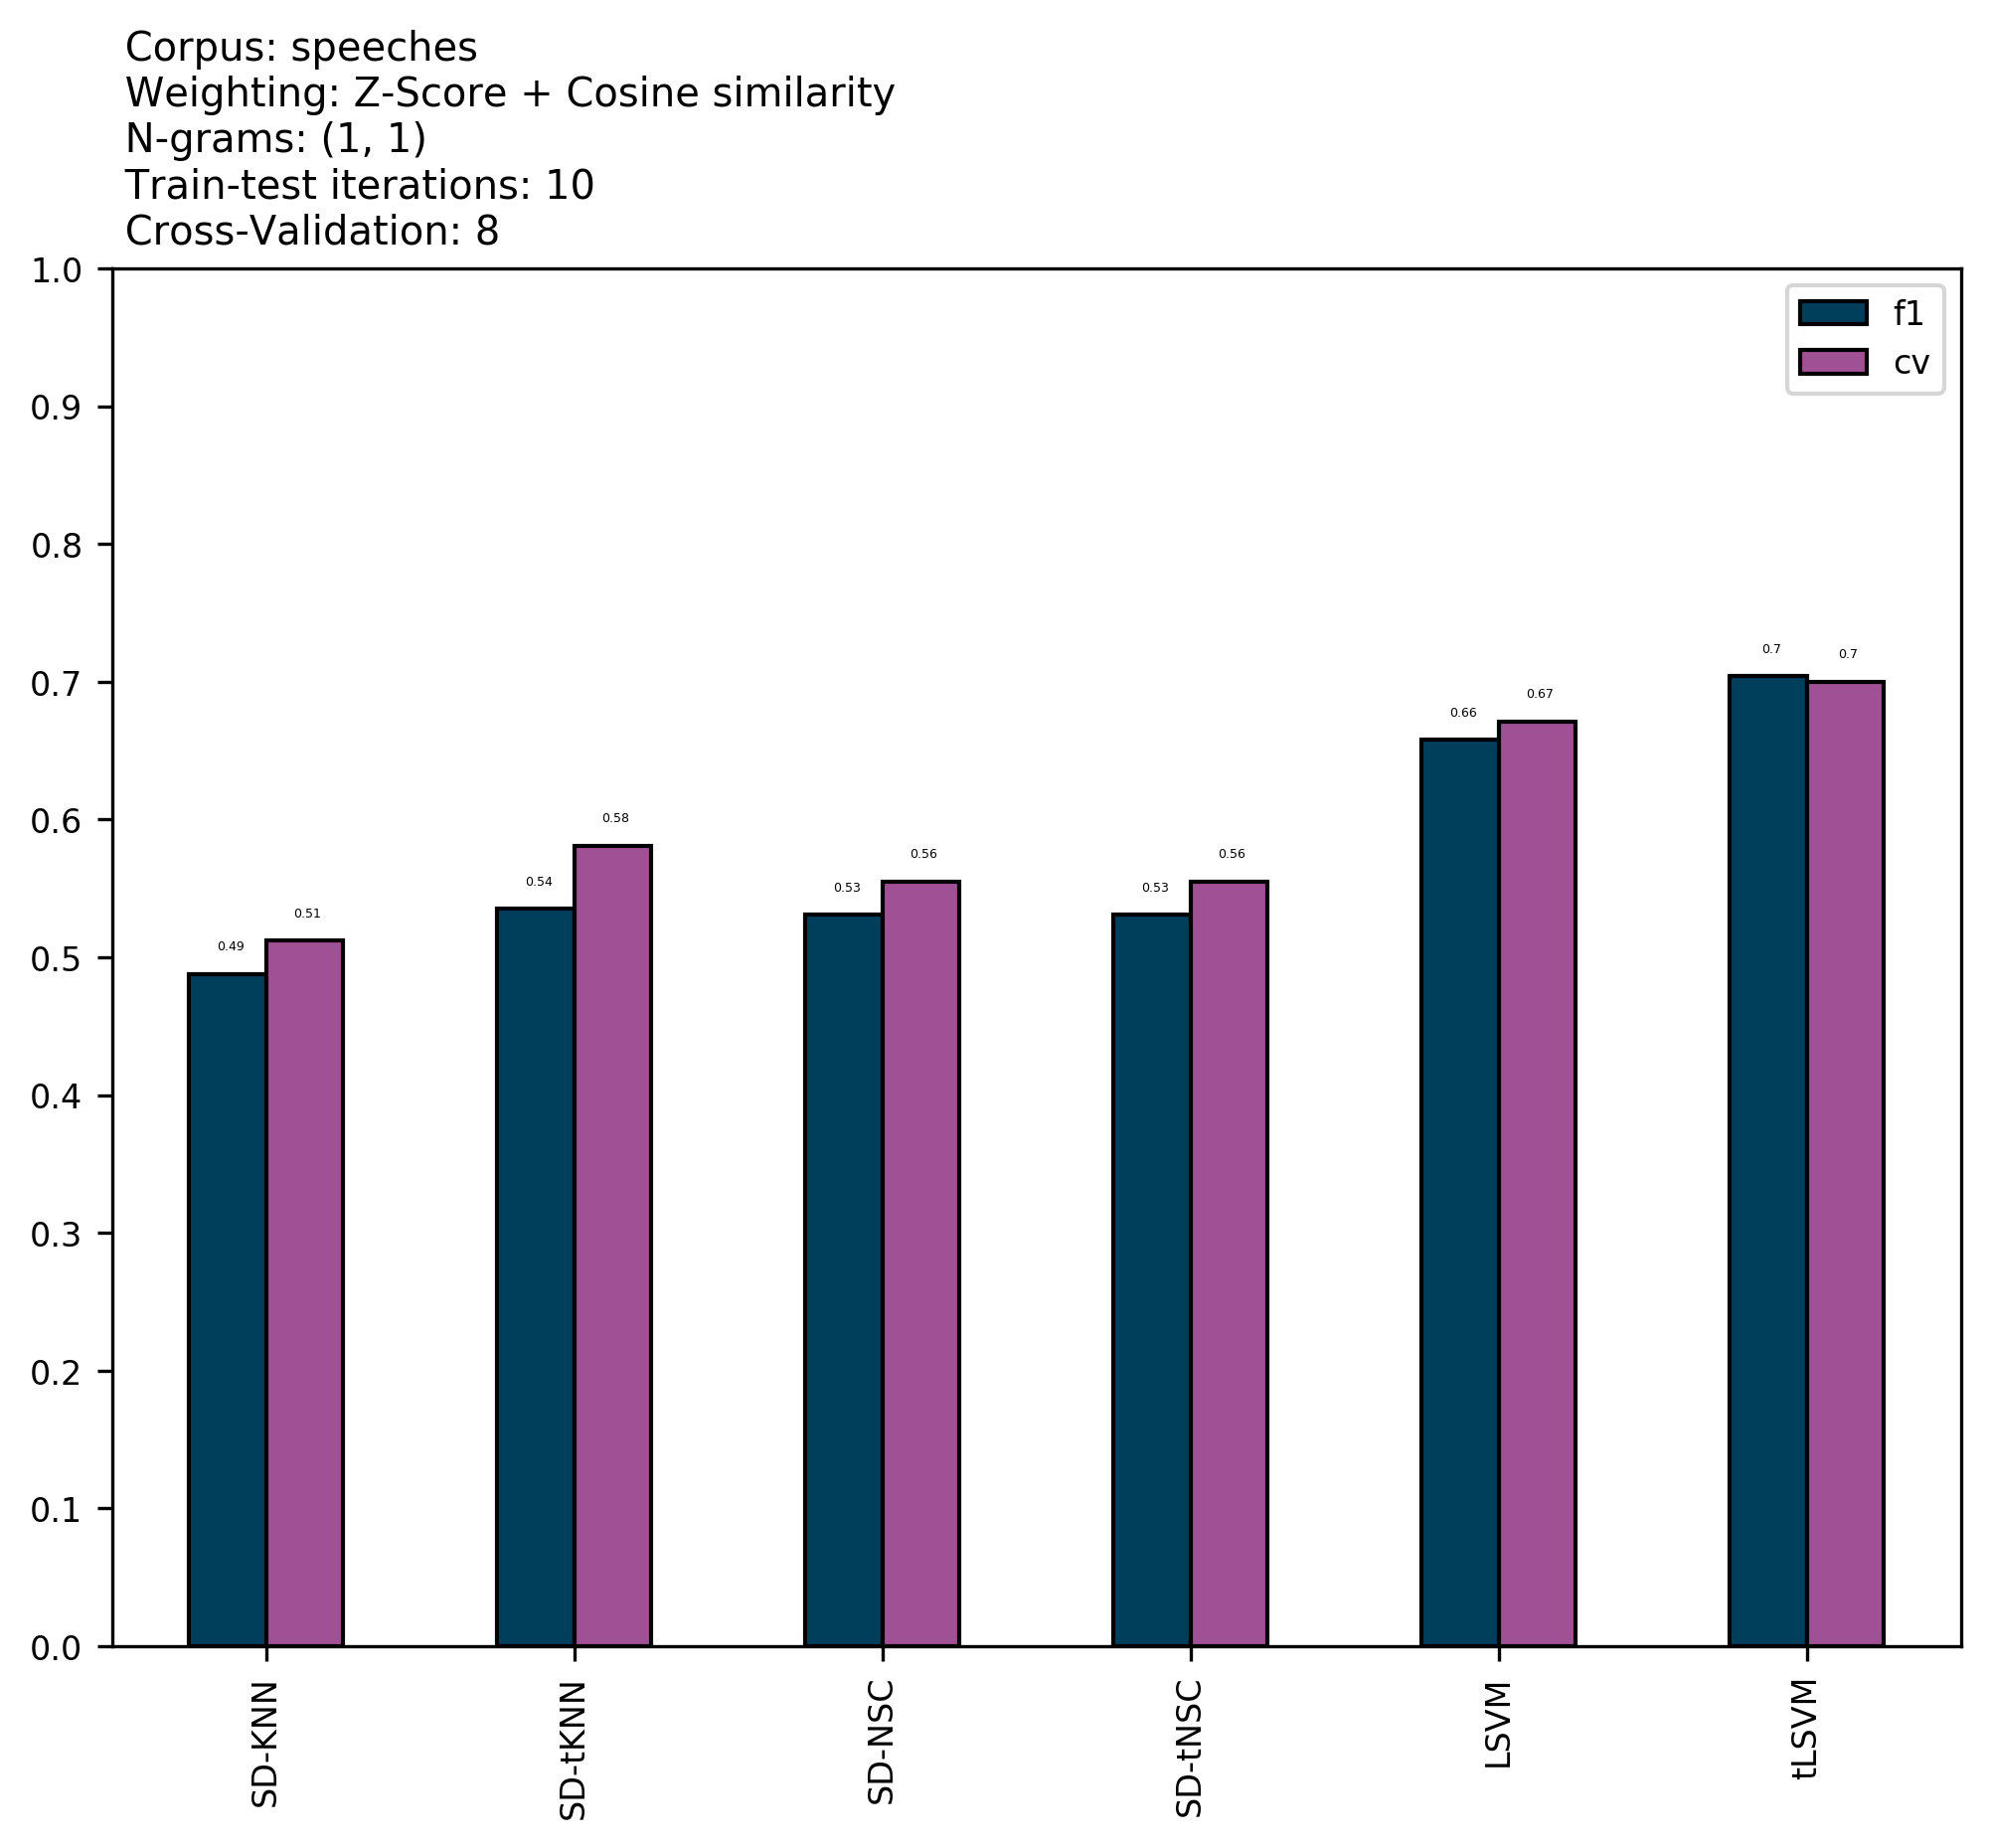 Corpus: speeches
Weighting: Z-Score + Cosine similarity
N-grams: (1, 1)
Train-test iterations: 10
Cross-Validation: 8
1.0
0.9
0.8
0.7
0.6
0.5
0.4
0.3
0.2
0.1
0.0
f1
cv
0.49
0.51
0.54
0.58
0.53
0.56
0.53
0.56
0.66
0.67
0.7
0.7
SD-KNN
SD-tKNN
SD-NSC
SD-tNSC
LSVM
tLSVM